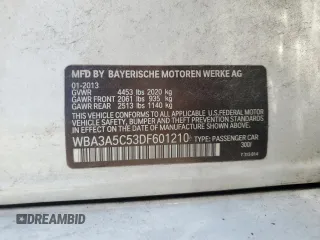 MFD BY BAYERISCHE MOTOREN WERKE AG
01-2013
GVWR 4453 lbs 2020 kg
GAWR FRONT 2061 lbs 935 kg
GAWR REAR 2513 lbs 1140 kg
THIS VEHICLE CONFORMS TO ALL APPLICABLE U.S.FEDERAL MOTOR
VEHICLE SAFETY, BUMPER AND THEFT PREVENTION STANDARDS IN
EFFECT ON THE DATE OF MANUFACTURE SHOWN ABOVE.
WBA3A5C53DF601210 TYPE: PASSENGER CAR
DREAMBID